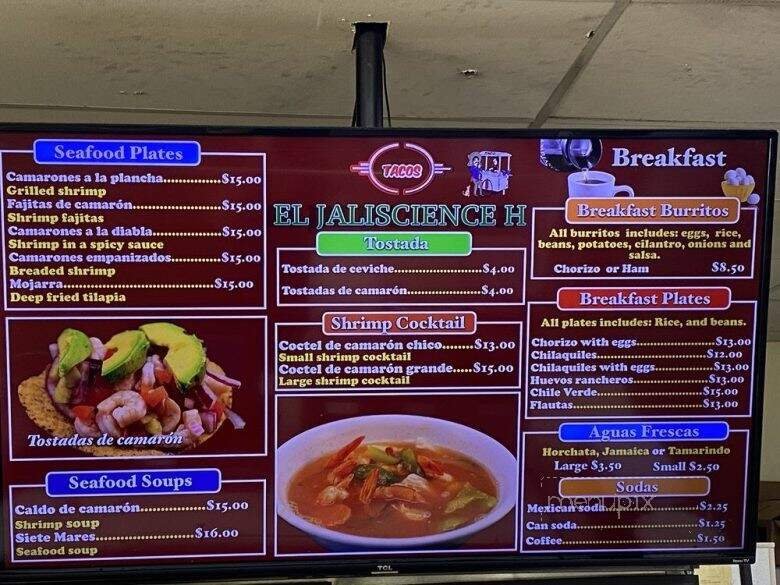 Seafood Plates
Camarones a la plancha..............$15.00
Grilled shrimp
Fajitas de camarón....................$15.00
Shrimp fajitas
Camarones a la diabla...............$15.00
Shrimp in a spicy sauce
Camarones empanizados...........$15.00
Breaded shrimp
Mojarra.....................................$15.00
Deep fried tilapia
Tostadas de camarón
Seafood Soups
Caldo de camarón................$15.00
Shrimp soup
Siete Mares........................$16.00
Seafood soup
TACOS
EL JALISCIENCE H
Tostada
Tostada de ceviche......................$4.00
Tostadas de camarón...................$4.00
Shrimp Cocktail
Coctel de camarón chico......$13.00
Small shrimp cocktail
Coctel de camarón grande....$15.00
Large shrimp cocktail
Breakfast
Breakfast Burritos
All burritos includes: eggs, rice,
beans, potatoes, cilantro, onions and
salsa.
Chorizo or Ham $8.50
Breakfast Plates
All plates includes: Rice, and beans.
Chorizo with eggs......................$13.00
Chilaquiles............................$12.00
Chilaquiles with eggs................$13.00
Huevos rancheros....................$13.00
Chile Verde............................$15.00
Flautas.................................$13.00
Aguas Frescas
Horchata, Jamaica or Tamarindo
Large $3.50 Small $2.50
Sodas
menupix
Mexican soda......................$2.25
Can soda...........................$1.25
Coffee...............................$1.50
TCL
Roku TV